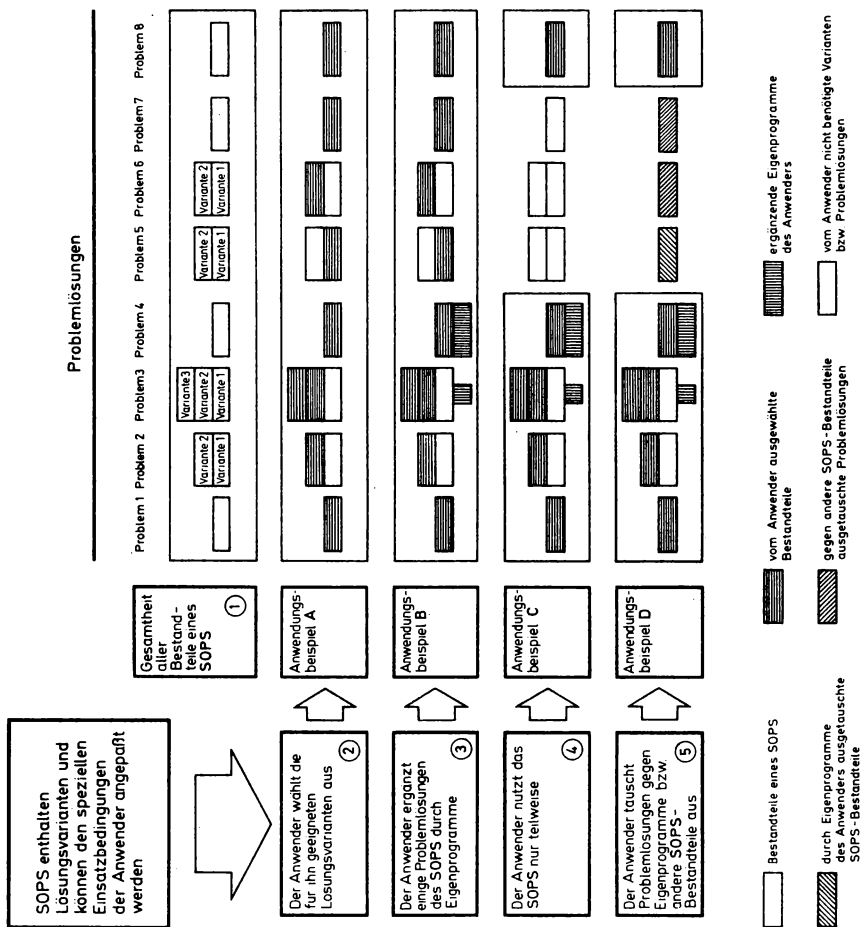 SOPS enthalten
Lösungsvarianten und
können den speziellen
Einsatzbedingungen
der Anwender angepaßt
werden
Problemlösungen
Problem 1
Problem 2
Problem3
Problem 4
Problem 5
Problem 6
Problem 7
Problem 8
Gesamtheit
aller
Bestand-
teile eines
SOPS
1
Variante 2
Variante 1
Variante3
Variante 2
Variante 1
Variante 2
Variante 1
Variante 2
Variante 1
Der Anwender wählt die
für ihn geeigneten
Lösungsvarianten aus
2
Anwendungs-
beispiel A
Der Anwender ergänzt
einige Problemlösungen
des SOPS durch
Eigenprogramme
3
Anwendungs-
beispiel B
Der Anwender nutzt das
SOPS nur teilweise
4
Anwendungs-
beispiel C
Der Anwender tauscht
Problemlösungen gegen
Eigenprogramme bzw.
andere SOPS-
Bestandteile aus
5
Anwendungs-
beispiel D
Bestandteile eines SOPS
vom Anwender ausgewählte
Bestandteile
ergänzende Eigenprogramme
des Anwenders
durch Eigenprogramme
des Anwenders ausgetauschte
SOPS-Bestandteile
gegen andere SOPS-Bestandteile
ausgetauschte Problemlösungen
vom Anwender nicht benötigte Varianten
bzw Problemlösungen